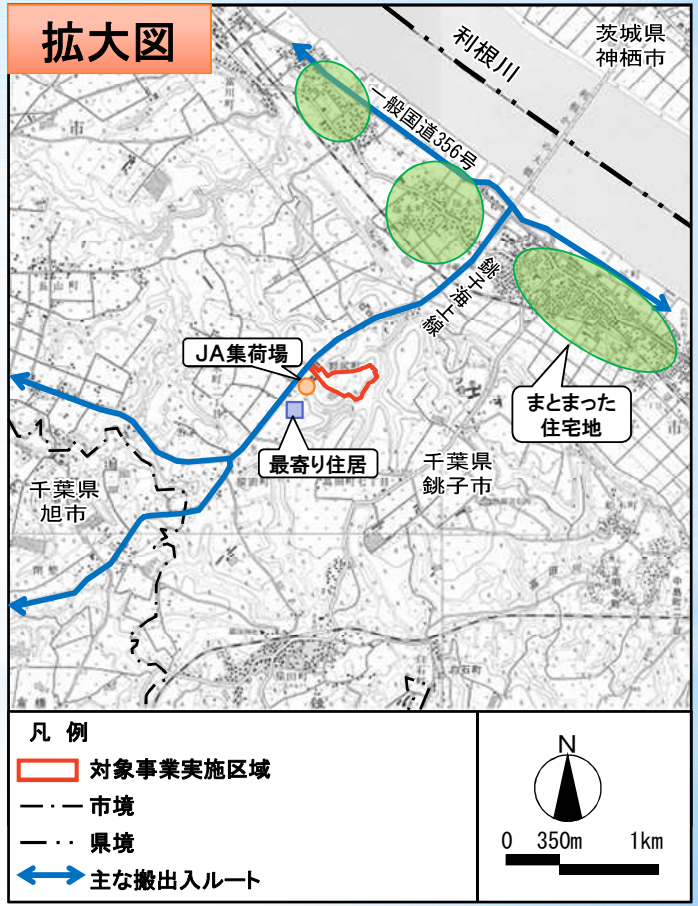 拡大図
利根川
茨城県
神栖市
一般国道356号
銚子海上線
JA集荷場
最寄り住居
まとまった
住宅地
千葉県
銚子市
千葉県
旭市
凡 例
対象事業実施区域
市境
県境
主な搬出入ルート
N
0 350m 1km